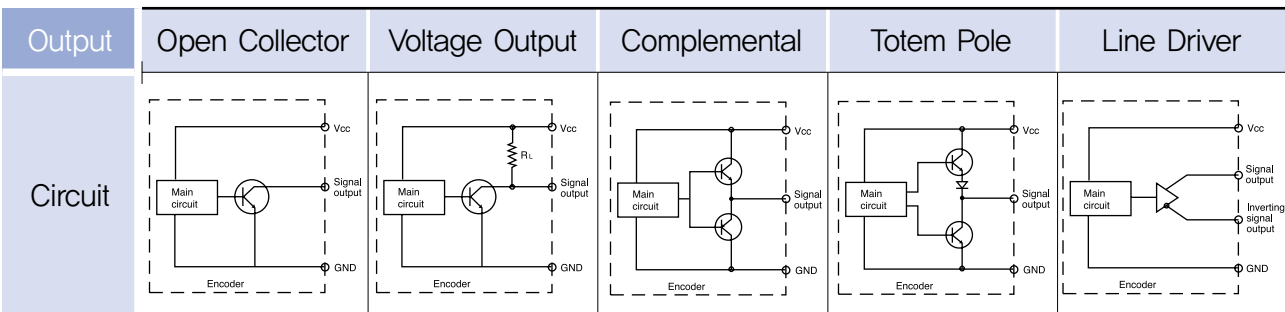 Output
Open Collector
Voltage Output
Complemental
Totem Pole
Line Driver
Circuit
Vcc
Main
circuit
Signal
output
GND
Encoder
Vcc
RL
Main
circuit
Signal
output
GND
Encoder
Vcc
Main
circuit
Signal
output
GND
Encoder
Vcc
Main
circuit
Signal
output
GND
Encoder
Vcc
Signal
output
Main
circuit
Inverting
signal
output
GND
Encoder